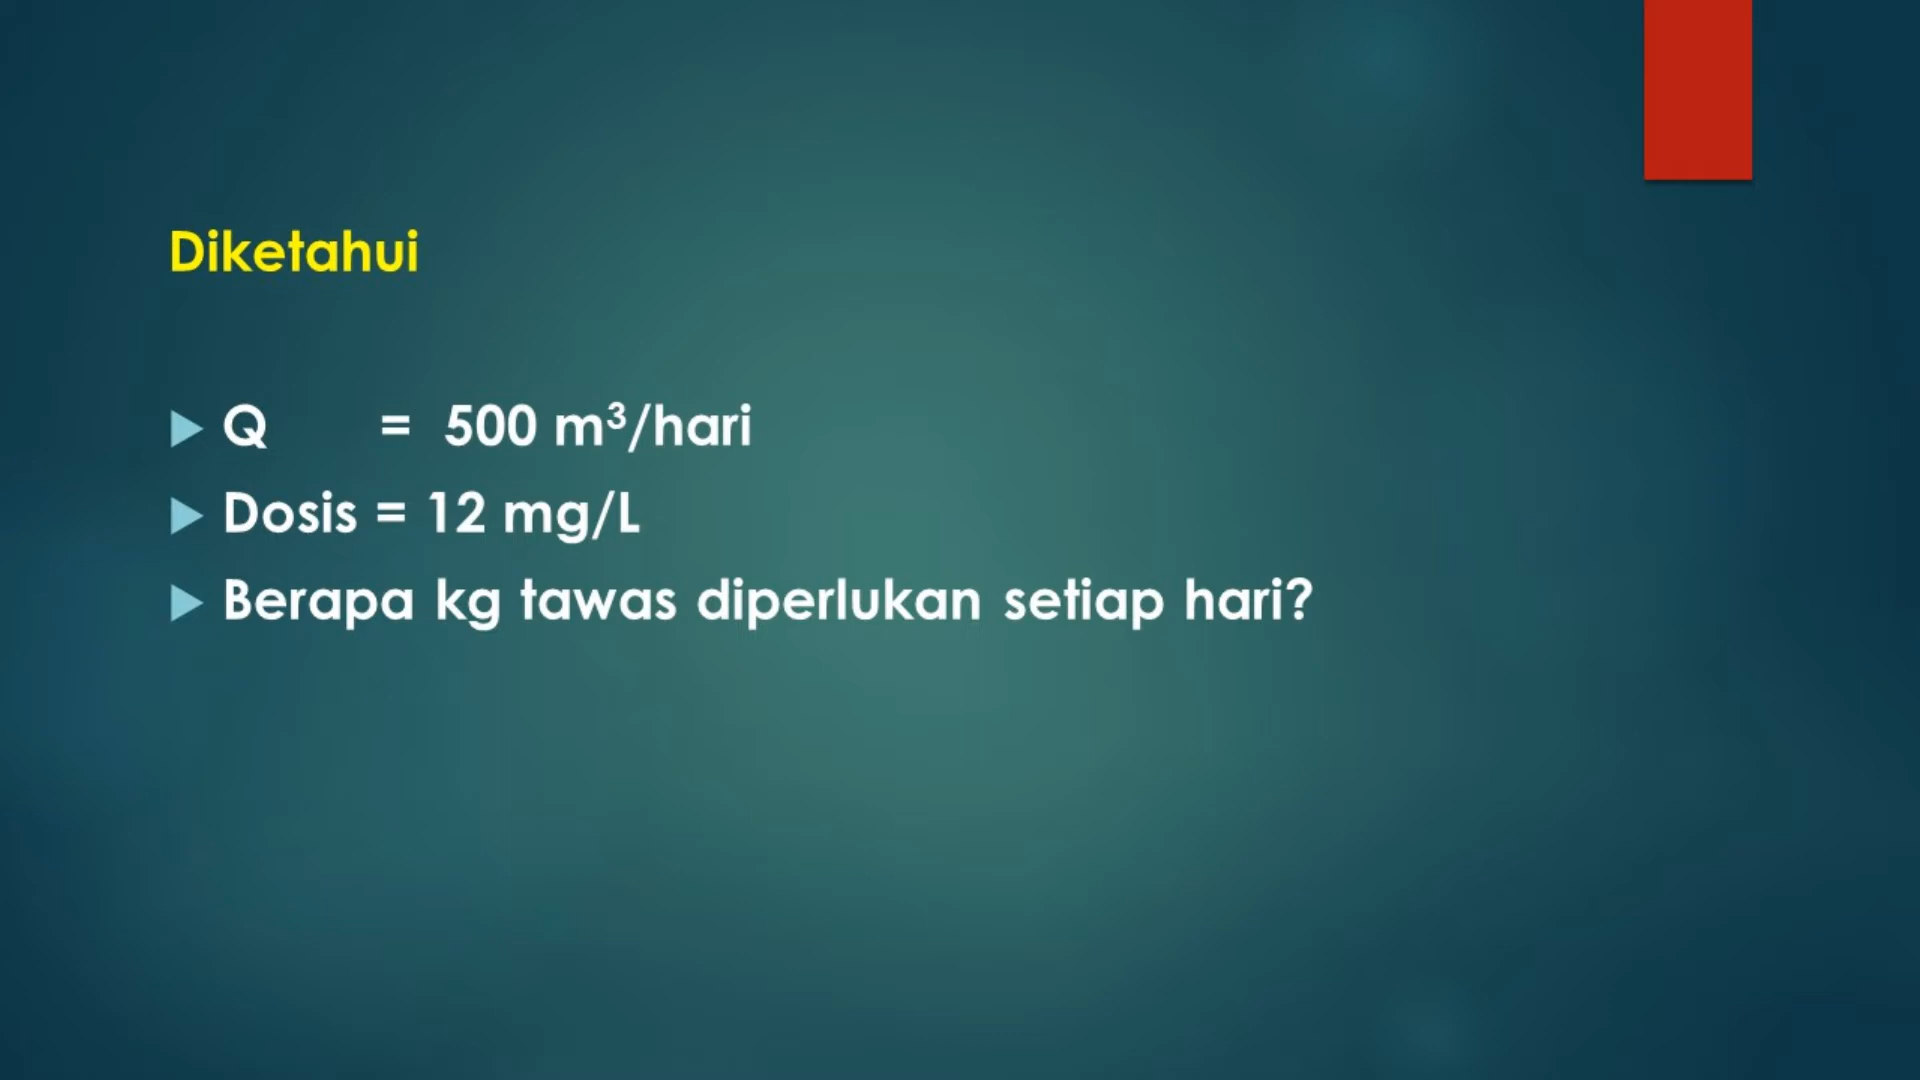 Diketahui
Q = 500 m³/hari
Dosis = 12 mg/L
Berapa kg tawas diperlukan setiap hari?